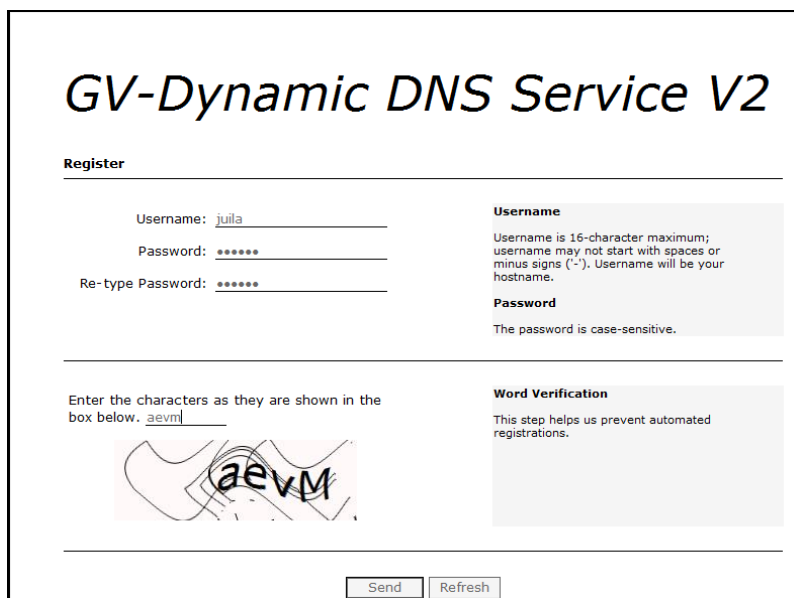 GV-Dynamic DNS Service V2
Register
Username: juila
Password: ••••••
Re-type Password: ••••••
Username
Username is 16-character maximum;
username may not start with spaces or
minus signs ('-'). Username will be your
hostname.
Password
The password is case-sensitive.
Enter the characters as they are shown in the
box below. aevm
aevM
Word Verification
This step helps us prevent automated
registrations.
Send Refresh